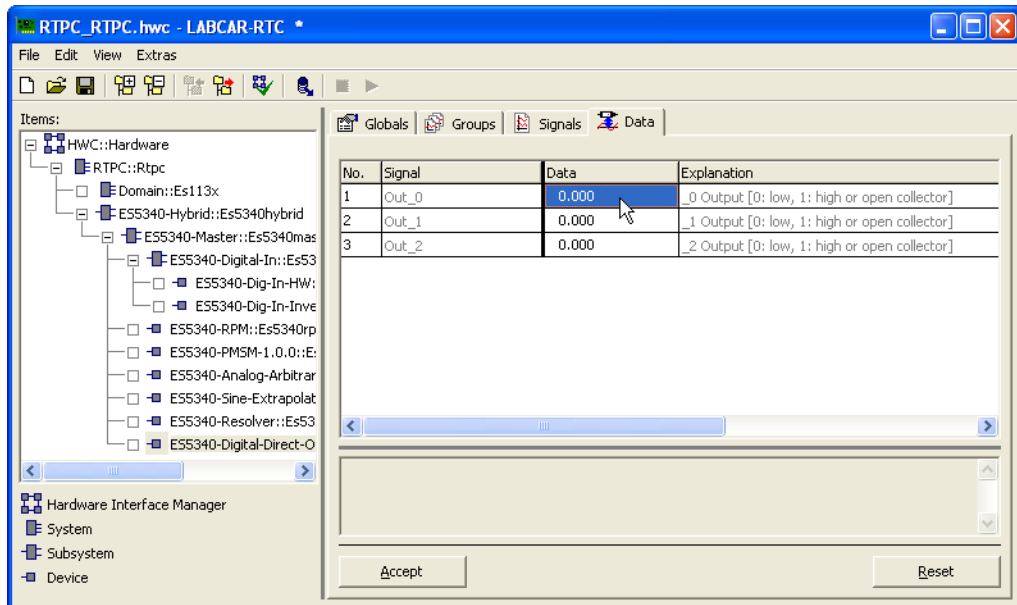 RTPC_RTPC.hwc - LABCAR-RTC *
File Edit View Extras
Items:
HWC::Hardware
RTPC::Rtpc
Domain::Es113x
ES5340-Hybrid::Es5340hybrid
ES5340-Master::Es5340mas
ES5340-Digital-In::Es53
ES5340-Dig-In-HW:
ES5340-Dig-In-Inve
ES5340-RPM::Es5340rp
ES5340-PMSM-1.0.0::E
ES5340-Analog-Arbitrar
ES5340-Sine-Extrapolat
ES5340-Resolver::Es53
ES5340-Digital-Direct-O
Hardware Interface Manager
System
Subsystem
Device
Globals Groups Signals Data
No. Signal Data Explanation
1 Out_0 0.000 _0 Output [0: low, 1: high or open collector]
2 Out_1 0.000 _1 Output [0: low, 1: high or open collector]
3 Out_2 0.000 _2 Output [0: low, 1: high or open collector]
Accept Reset